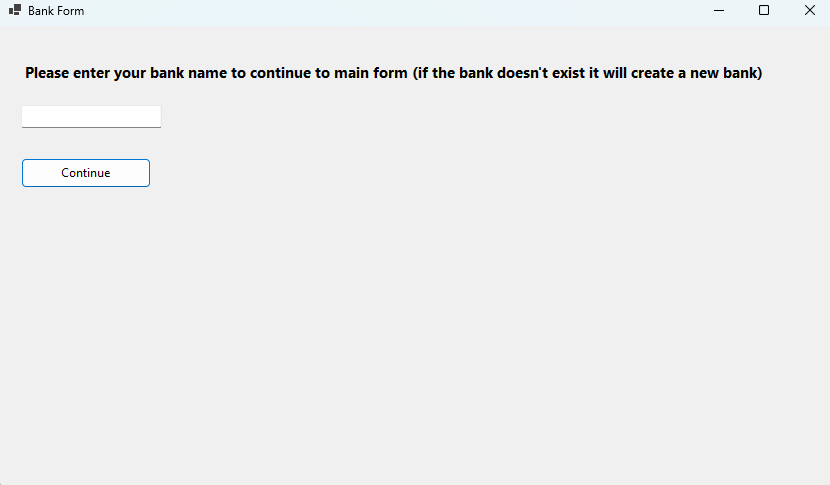 Bank Form
Please enter your bank name to continue to main form (if the bank doesn't exist it will create a new bank)
Continue